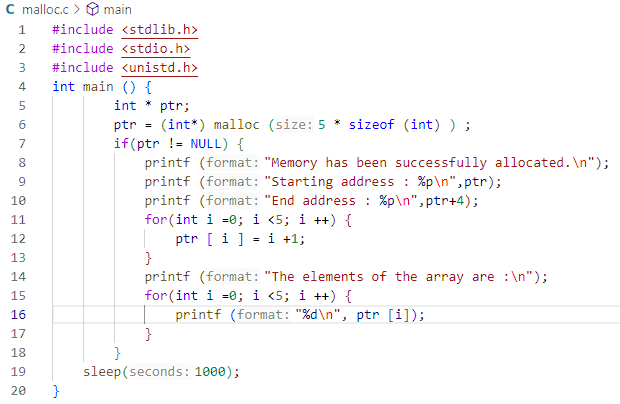 C malloc.c > main
1 #include <stdlib.h>
2 #include <stdio.h>
3 #include <unistd.h>
4 int main () {
5 int * ptr;
6 ptr = (int*) malloc (size: 5 * sizeof (int) ) ;
7 if(ptr != NULL) {
8 printf (format: "Memory has been successfully allocated.\n");
9 printf (format: "Starting address : %p\n",ptr);
10 printf (format: "End address : %p\n",ptr+4);
11 for(int i =0; i <5; i ++) {
12 ptr [ i ] = i +1;
13 }
14 printf (format: "The elements of the array are :\n");
15 for(int i =0; i <5; i ++) {
16 printf (format: "%d\n", ptr [i]);
17 }
18 }
19 sleep(seconds: 1000);
20 }